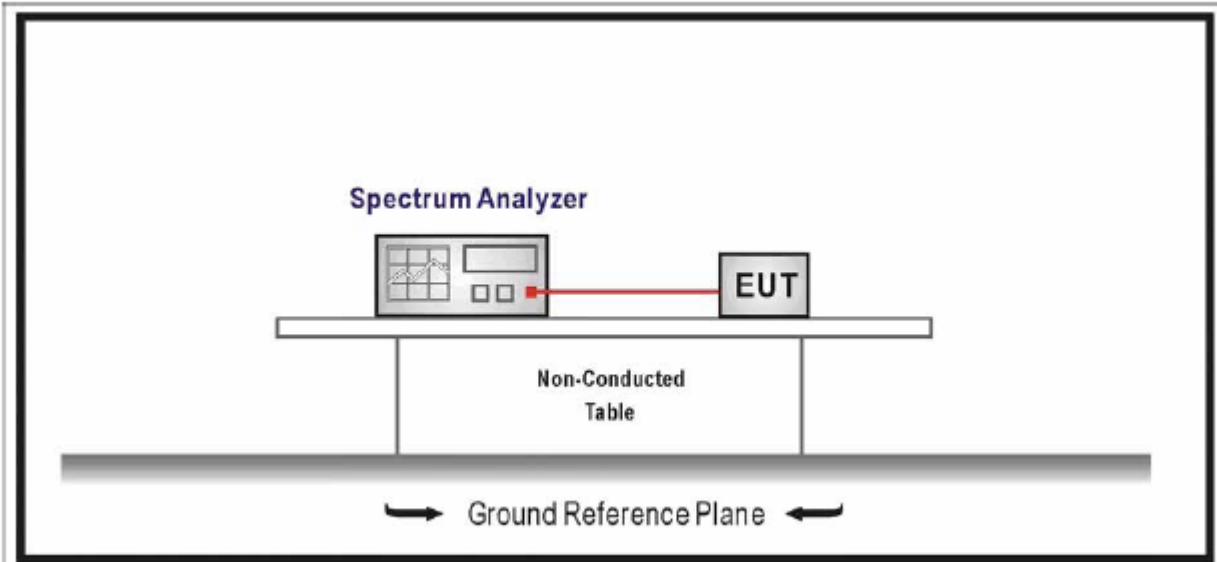 Spectrum Analyzer
EUT
Non-Conducted
Table
Ground Reference Plane